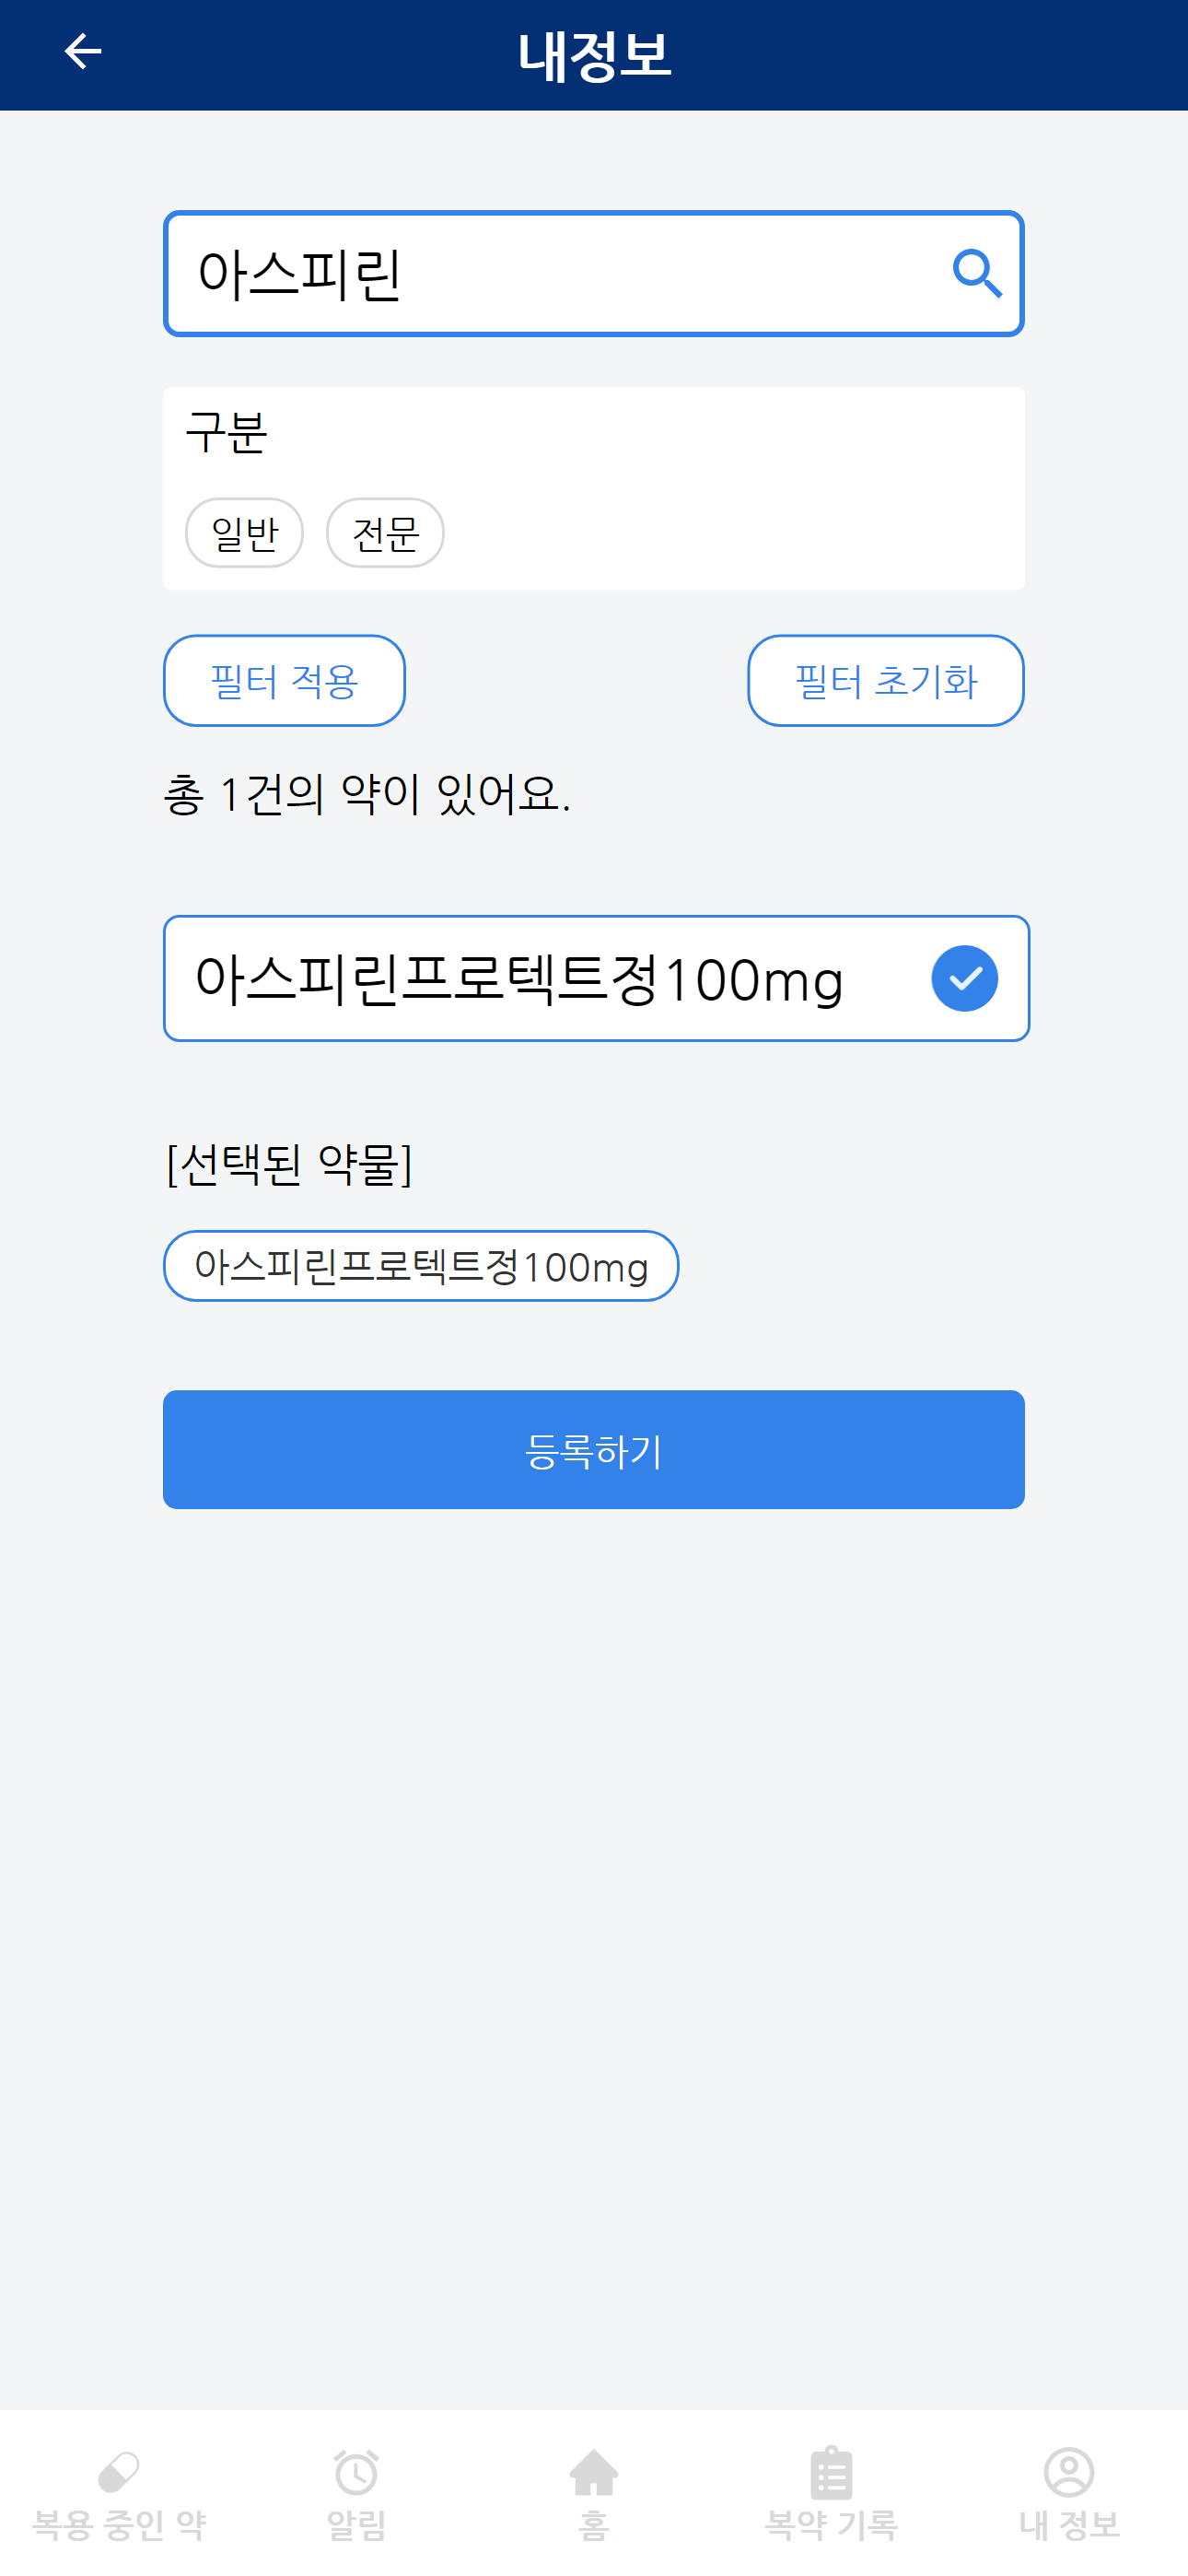 내정보
아스피린
구분
일반 전문
필터 적용 필터 초기화
총 1건의 약이 있어요.
아스피린프로텍트정100mg
[선택된 약물]
아스피린프로텍트정100mg
등록하기
복용 중인 약 알림 홈 복약 기록 내 정보